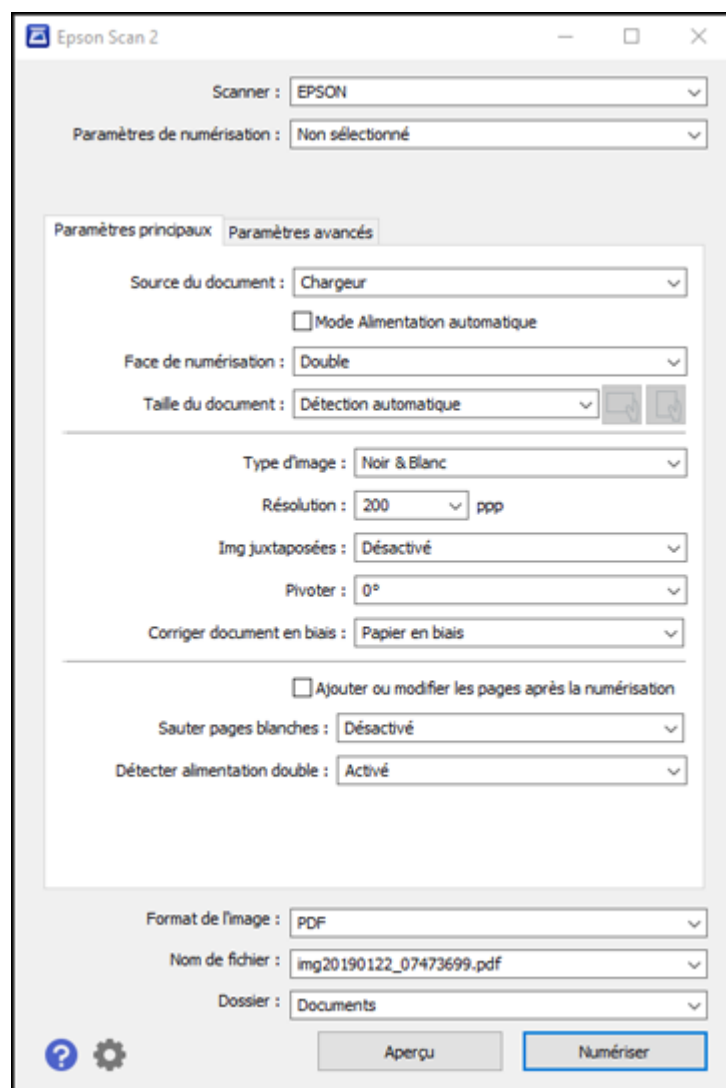 Epson Scan 2
Scanner : EPSON
Paramètres de numérisation : Non sélectionné
Paramètres principaux Paramètres avancés
Source du document : Chargeur
Mode Alimentation automatique
Face de numérisation : Double
Taille du document : Détection automatique
Type d'image : Noir & Blanc
Résolution : 200 ppp
Img juxtaposées : Désactivé
Pivoter : 0°
Corriger document en biais : Papier en biais
Ajouter ou modifier les pages après la numérisation
Sauter pages blanches : Désactivé
Détecter alimentation double : Activé
Format de l'image : PDF
Nom de fichier : img20190122_07473699.pdf
Dossier : Documents
? Aperçu Numériser